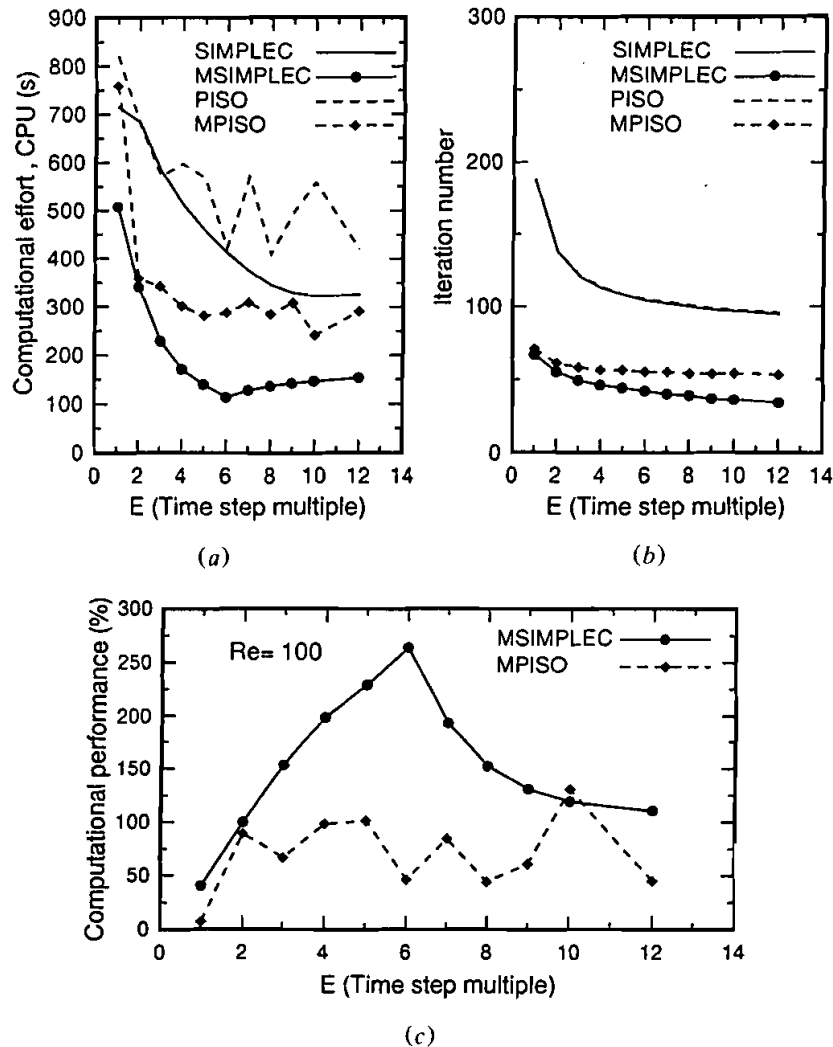 900
800
700
600
500
400
300
200
100
0
Computational effort , CPU (s)
SIMPLEC
MSIMPLEC
PISO
MPISO
0 2 4 6 8 10 12 14
E (Time step multiple)
(a)
300
200
100
0
Iteration number
SIMPLEC
MSIMPLEC
PISO
MPISO
0 2 4 6 8 10 12 14
E (Time step multiple)
(b)
300
250
200
150
100
50
0
Computational performance (%)
Re= 100
MSIMPLEC
MPISO
0 2 4 6 8 10 12 14
E (Time step multiple)
(c)